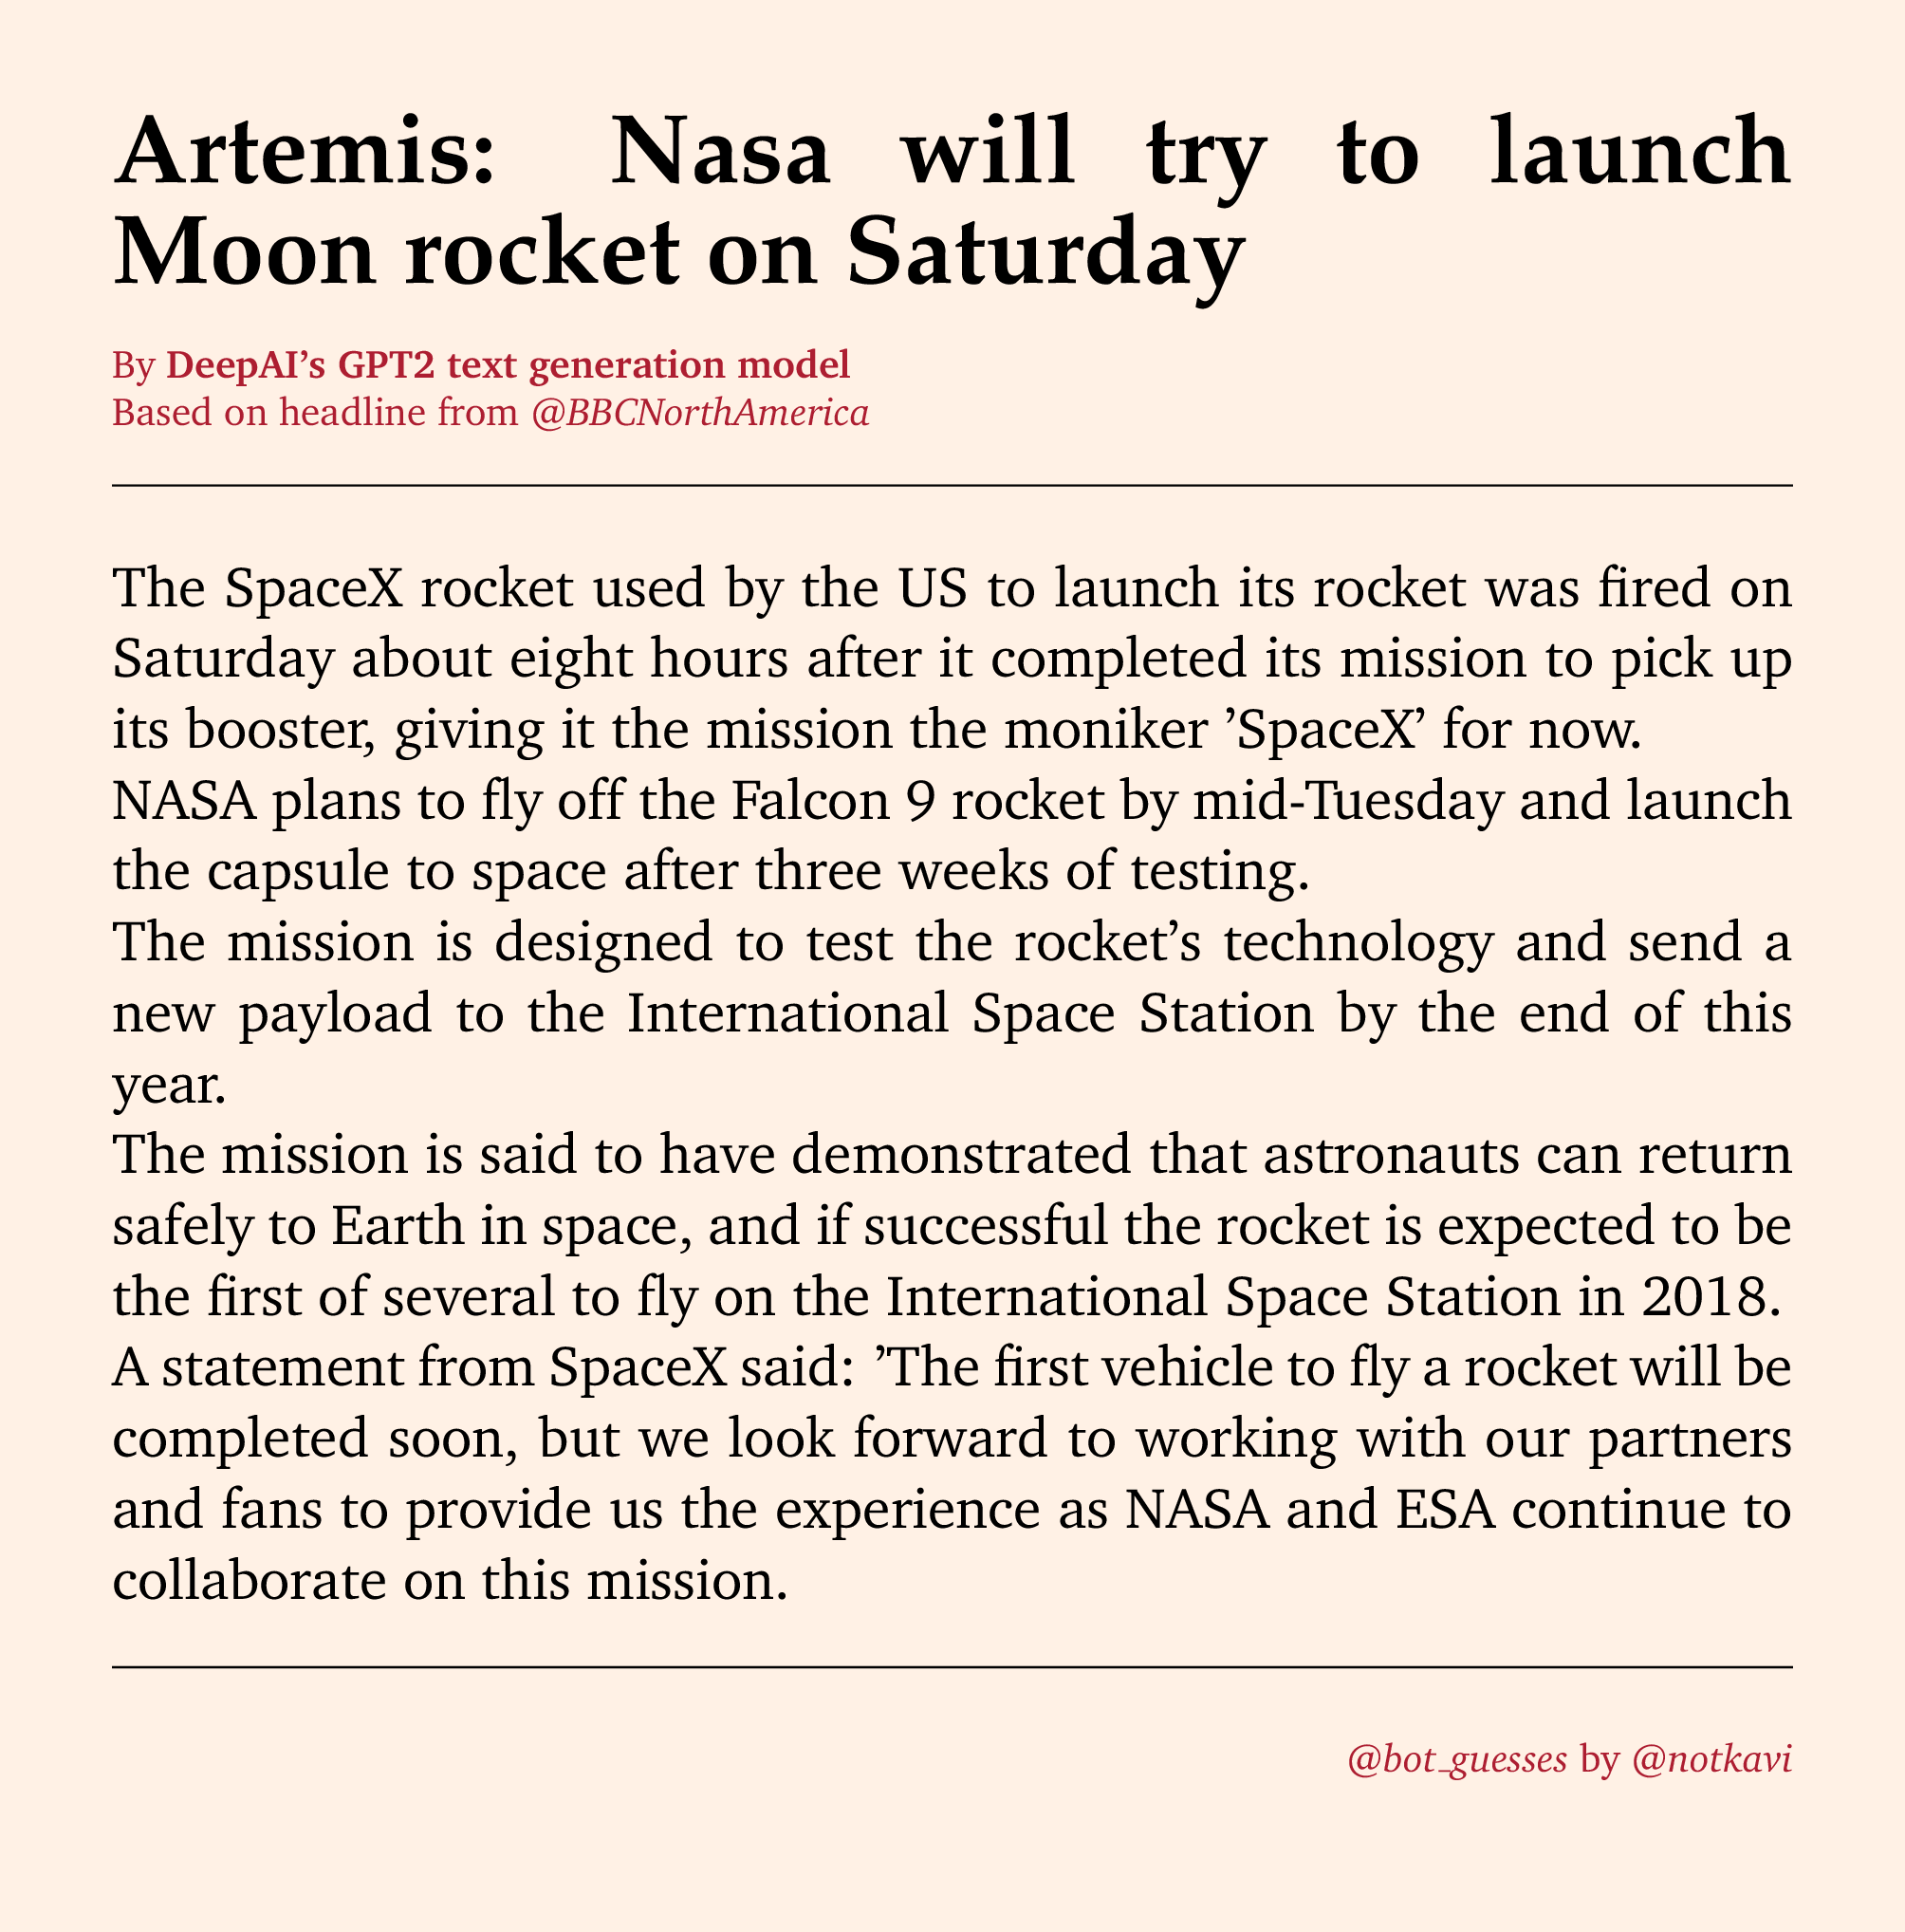 Artemis: Nasa will try to launch
Moon rocket on Saturday
By DeepAI’s GPT2 text generation model
Based on headline from @BBCNorthAmerica
The SpaceX rocket used by the US to launch its rocket was fired on
Saturday about eight hours after it completed its mission to pick up
its booster, giving it the mission the moniker ’SpaceX’ for now.
NASA plans to fly off the Falcon 9 rocket by mid-Tuesday and launch
the capsule to space after three weeks of testing.
The mission is designed to test the rocket’s technology and send a
new payload to the International Space Station by the end of this
year.
The mission is said to have demonstrated that astronauts can return
safely to Earth in space, and if successful the rocket is expected to be
the first of several to fly on the International Space Station in 2018.
A statement from SpaceX said: ’The first vehicle to fly a rocket will be
completed soon, but we look forward to working with our partners
and fans to provide us the experience as NASA and ESA continue to
collaborate on this mission.
@bot_guesses by @notkavi